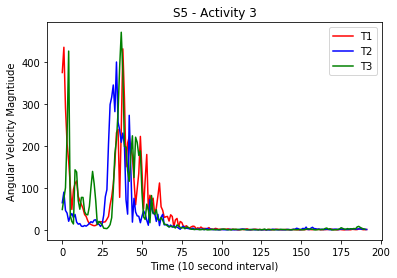 S5 - Activity 3
T1
T2
T3
Angular Velocity Magntiude
400
300
200
100
0
0 25 50 75 100 125 150 175 200
Time (10 second interval)